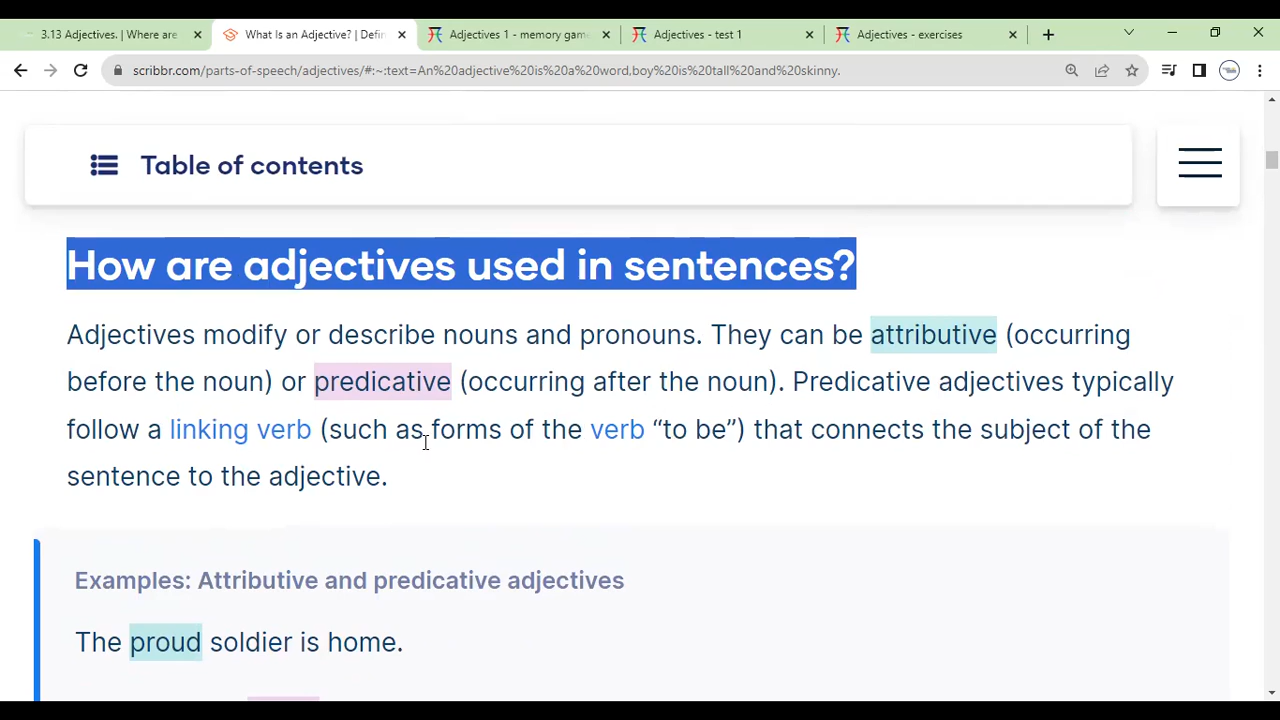 3.13 Adjectives. | Where are
What Is an Adjective? | Defin
Adjectives 1 - memory game
Adjectives - test 1
Adjectives - exercises
scribbr.com/parts-of-speech/adjectives/#:~:text=An%20adjective%20is%20a%20word,boy%20is%20tall%20and%20skinny.
Table of contents
How are adjectives used in sentences?
Adjectives modify or describe nouns and pronouns. They can be attributive (occurring
before the noun) or predicative (occurring after the noun). Predicative adjectives typically
follow a linking verb (such as forms of the verb “to be”) that connects the subject of the
sentence to the adjective.
Examples: Attributive and predicative adjectives
The proud soldier is home.